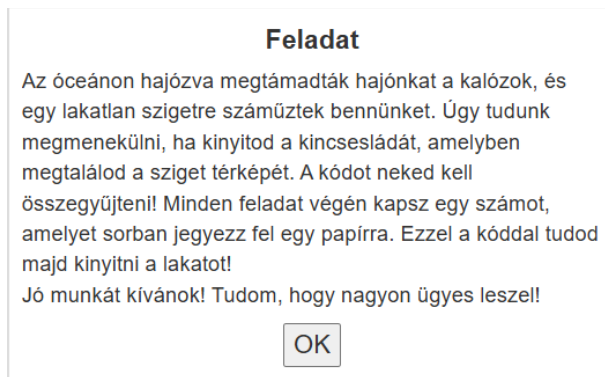 Feladat
Az óceánon hajózva megtámadták hajónkat a kalózok, és
egy lakatlan szigetre száműztek bennünket. Úgy tudunk
megmenekülni, ha kinyitod a kincsesládát, amelyben
megtalálod a sziget térképét. A kódot neked kell
összegyűjteni! Minden feladat végén kapsz egy számot,
amelyet sorban jegyezz fel egy papírra. Ezzel a kóddal tudod
majd kinyitni a lakatot!
Jó munkát kívánok! Tudom, hogy nagyon ügyes leszel!
OK